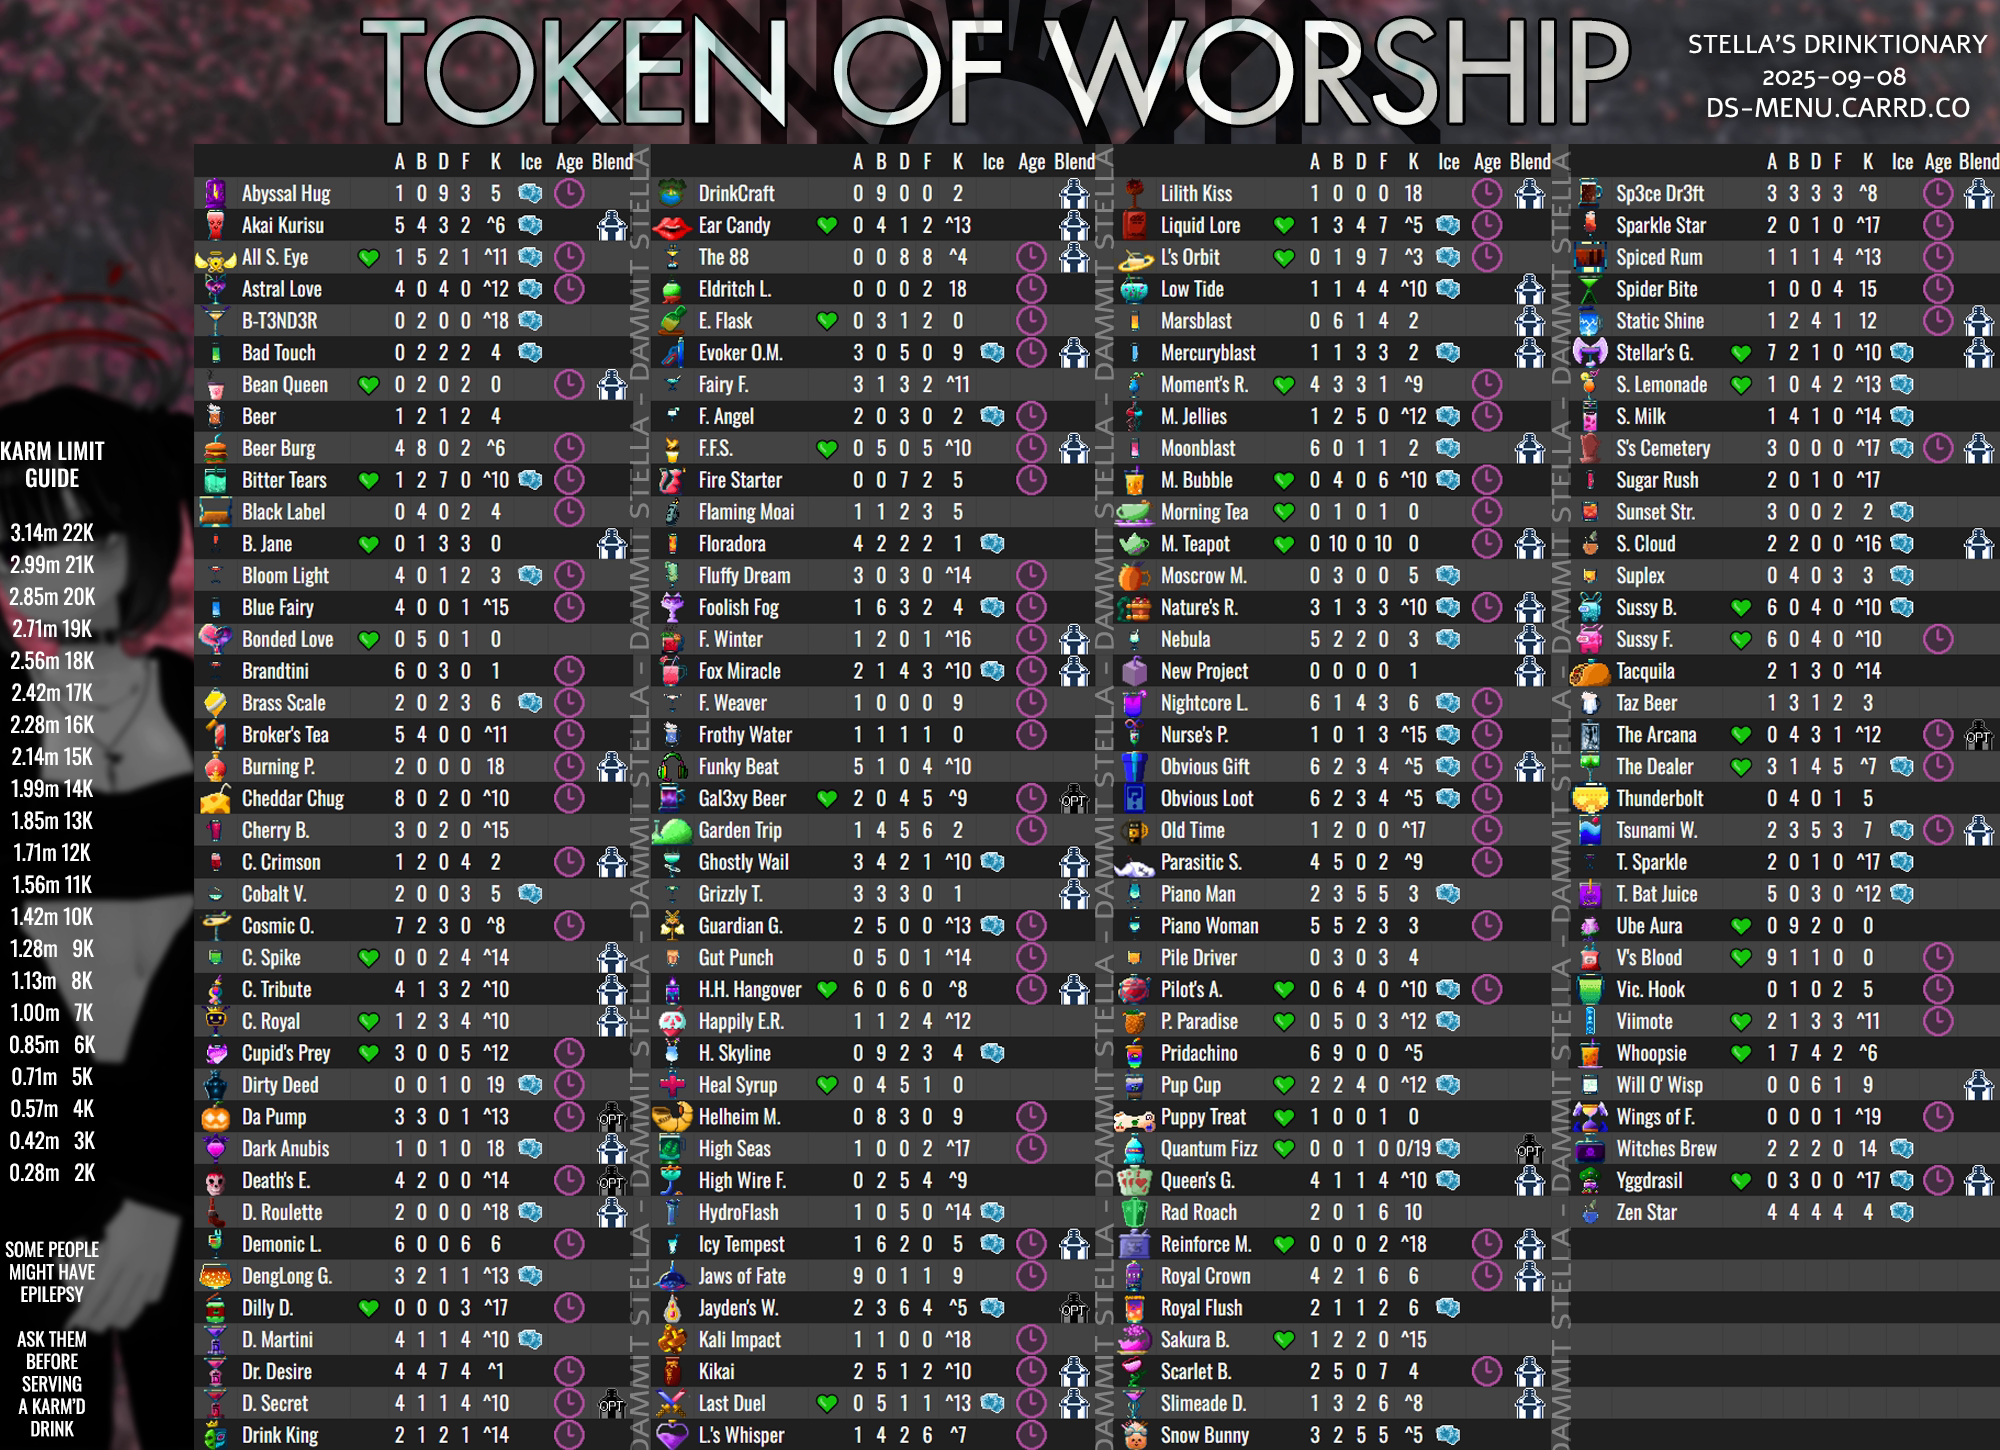 TOKEN OF WORSHIP
STELLA'S DRINKTIONARY
2025-09-08
DS-MENU.CARRD.CO
KARM LIMIT
GUIDE
3.14m 22K
2.99m 21K
2.85m 20K
2.71m 19K
2.56m 18K
2.42m 17K
2.28m 16K
2.14m 15K
1.99m 14K
1.85m 13K
1.71m 12K
1.56m 11K
1.42m 10K
1.28m 9K
1.13m 8K
1.00m 7K
0.85m 6K
0.71m 5K
0.57m 4K
0.42m 3K
0.28m 2K
SOME PEOPLE
MIGHT HAVE
EPILEPSY
ASK THEM
BEFORE
SERVING
A KARM'D
DRINK
A B D F K Ice Age Blend
Abyssal Hug 1 0 9 3 5
Akai Kurisu 5 4 3 2 ^6
All S. Eye 1 5 2 1 ^11
Astral Love 4 0 4 0 ^12
B-T3ND3R 0 2 0 0 ^18
Bad Touch 0 2 2 2 4
Bean Queen 0 2 0 2 0
Beer 1 2 1 2 4
Beer Burg 4 8 0 2 ^6
Bitter Tears 1 2 7 0 ^10
Black Label 0 4 0 2 4
B. Jane 0 1 3 3 0
Bloom Light 4 0 1 2 3
Blue Fairy 4 0 0 1 ^15
Bonded Love 0 5 0 1 0
Brandtini 6 0 3 0 1
Brass Scale 2 0 2 3 6
Broker's Tea 5 4 0 0 ^11
Burning P. 2 0 0 0 18
Cheddar Chug 8 0 2 0 ^10
Cherry B. 3 0 2 0 ^15
C. Crimson 1 2 0 4 2
Cobalt V. 2 0 0 3 5
Cosmic O. 7 2 3 0 ^8
C. Spike 0 0 2 4 ^14
C. Tribute 4 1 3 2 ^10
C. Royal 1 2 3 4 ^10
Cupid's Prey 3 0 0 5 ^12
Dirty Deed 0 0 1 0 19
Da Pump 3 3 0 1 ^13 OPT
Dark Anubis 1 0 1 0 18
Death's E. 4 2 0 0 ^14 OPT
D. Roulette 2 0 0 0 ^18
Demonic L. 6 0 0 6 6
DengLong G. 3 2 1 1 ^13
Dilly D. 0 0 0 3 ^17
D. Martini 4 1 1 4 ^10
Dr. Desire 4 4 7 4 ^1
D. Secret 4 1 1 4 ^10 OPT
Drink King 2 1 2 1 ^14
DAMMIT STELLA - DAMMIT STELLA - DAMMIT STELLA
A B D F K Ice Age Blend
DrinkCraft 0 9 0 0 2
Ear Candy 0 4 1 2 ^13
The 88 0 0 8 8 ^4
Eldritch L. 0 0 0 2 18
E. Flask 0 3 1 2 0
Evoker O.M. 3 0 5 0 9
Fairy F. 3 1 3 2 ^11
F. Angel 2 0 3 0 2
F.F.S. 0 5 0 5 ^10
Fire Starter 0 0 7 2 5
Flaming Moai 1 1 2 3 5
Floradora 4 2 2 2 1
Fluffy Dream 3 0 3 0 ^14
Foolish Fog 1 6 3 2 4
F. Winter 1 2 0 1 ^16
Fox Miracle 2 1 4 3 ^10
F. Weaver 1 0 0 0 9
Frothy Water 1 1 1 1 0
Funky Beat 5 1 0 4 ^10
Gal3xy Beer 2 0 4 5 ^9 OPT
Garden Trip 1 4 5 6 2
Ghostly Wail 3 4 2 1 ^10
Grizzly T. 3 3 3 0 1
Guardian G. 2 5 0 0 ^13
Gut Punch 0 5 0 1 ^14
H.H. Hangover 6 0 6 0 ^8
Happily E.R. 1 1 2 4 ^12
H. Skyline 0 9 2 3 4
Heal Syrup 0 4 5 1 0
Helheim M. 0 8 3 0 9
High Seas 1 0 0 2 ^17
High Wire F. 0 2 5 4 ^9
HydroFlash 1 0 5 0 ^14
Icy Tempest 1 6 2 0 5
Jaws of Fate 9 0 1 1 9
Jayden's W. 2 3 6 4 ^5 OPT
Kali Impact 1 1 0 0 ^18
Kikai 2 5 1 2 ^10
Last Duel 0 5 1 1 ^13
L.'s Whisper 1 4 2 6 ^7
DAMMIT STELLA - DAMMIT STELLA - DAMMIT STELLA
A B D F K Ice Age Blend
Lilith Kiss 1 0 0 0 18
Liquid Lore 1 3 4 7 ^5
L's Orbit 0 1 9 7 ^3
Low Tide 1 1 4 4 ^10
Marsblast 0 6 1 4 2
Mercuryblast 1 1 3 3 2
Moment's R. 4 3 3 1 ^9
M. Jellies 1 2 5 0 ^12
Moonblast 6 0 1 1 2
M. Bubble 0 4 0 6 ^10
Morning Tea 0 1 0 1 0
M. Teapot 0 10 0 10 0
Moscrow M. 0 3 0 0 5
Nature's R. 3 1 3 3 ^10
Nebula 5 2 2 0 3
New Project 0 0 0 0 1
Nightcore L. 6 1 4 3 6
Nurse's P. 1 0 1 3 ^15
Obvious Gift 6 2 3 4 ^5
Obvious Loot 6 2 3 4 ^5
Old Time 1 2 0 0 ^17
Parasitic S. 4 5 0 2 ^9
Piano Man 2 3 5 5 3
Piano Woman 5 5 2 3 3
Pile Driver 0 3 0 3 4
Pilot's A. 0 6 4 0 ^10
P. Paradise 0 5 0 3 ^12
Pridachino 6 9 0 0 ^5
Pup Cup 2 2 4 0 ^12
Puppy Treat 1 0 0 1 0
Quantum Fizz 0 0 1 0 0/19 OPT
Queen's G. 4 1 1 4 ^10
Rad Roach 2 0 1 6 10
Reinforce M. 0 0 0 2 ^18
Royal Crown 4 2 1 6 6
Royal Flush 2 1 1 2 6
Sakura B. 1 2 2 0 ^15
Scarlet B. 2 5 0 7 4
Slimeade D. 1 3 2 6 ^8
Snow Bunny 3 2 5 5 ^5
DAMMIT STELLA - DAMMIT STELLA - DAMMIT STELLA
A B D F K Ice Age Blend
Sp3ce Dr3ft 3 3 3 3 ^8
Sparkle Star 2 0 1 0 ^17
Spiced Rum 1 1 1 4 ^13
Spider Bite 1 0 0 4 15
Static Shine 1 2 4 1 12
Stellar's G. 7 2 1 0 ^10
S. Lemonade 1 0 4 2 ^13
S. Milk 1 4 1 0 ^14
S's Cemetery 3 0 0 0 ^17
Sugar Rush 2 0 1 0 ^17
Sunset Str. 3 0 0 2 2
S. Cloud 2 2 0 0 ^16
Suplex 0 4 0 3 3
Sussy B. 6 0 4 0 ^10
Sussy F. 6 0 4 0 ^10
Tacquila 2 1 3 0 ^14
Taz Beer 1 3 1 2 3
The Arcana 0 4 3 1 ^12 OPT
The Dealer 3 1 4 5 ^7
Thunderbolt 0 4 0 1 5
Tsunami W. 2 3 5 3 7
T. Sparkle 2 0 1 0 ^17
T. Bat Juice 5 0 3 0 ^12
Ube Aura 0 9 2 0 0
V's Blood 9 1 1 0 0
Vic. Hook 0 1 0 2 5
Viimote 2 1 3 3 ^11
Whoopsie 1 7 4 2 ^6
Will O' Wisp 0 0 6 1 9
Wings of F. 0 0 0 1 ^19
Witches Brew 2 2 2 0 14
Yggdrasil 0 3 0 0 ^17
Zen Star 4 4 4 4 4